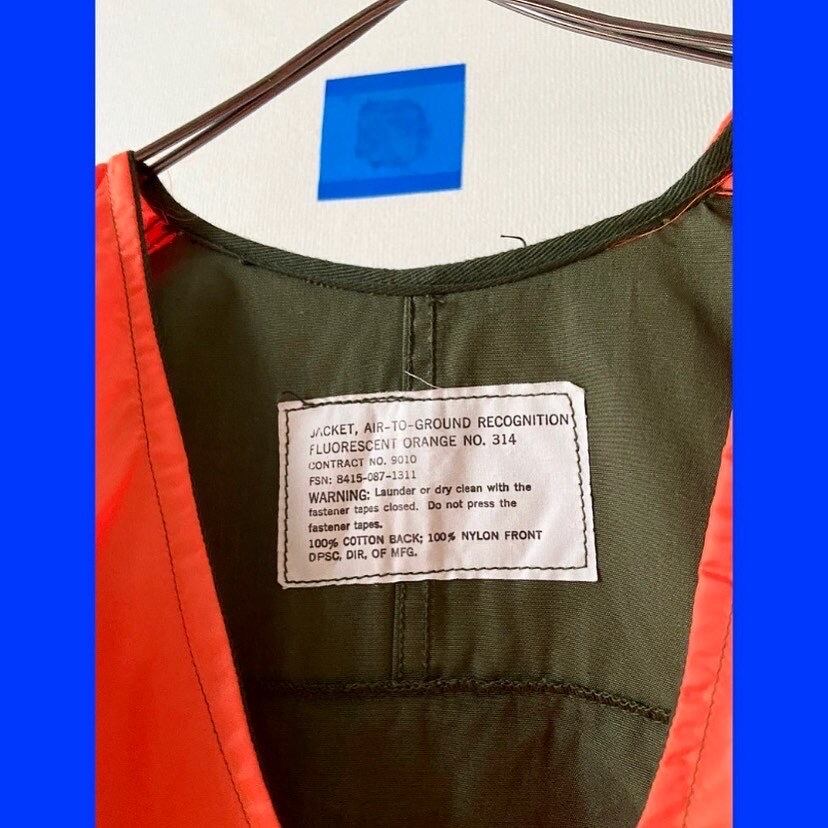 JACKET, AIR-TO-GROUND RECOGNITION
FLUORESCENT ORANGE NO. 314
CONTRACT NO. 9010
FSN: 8415-087-1311
WARNING: Launder or dry clean with the
fastener tapes closed. Do not press the
fastener tapes.
100% COTTON BACK; 100% NYLON FRONT
DPSC, DIR. OF MFG.